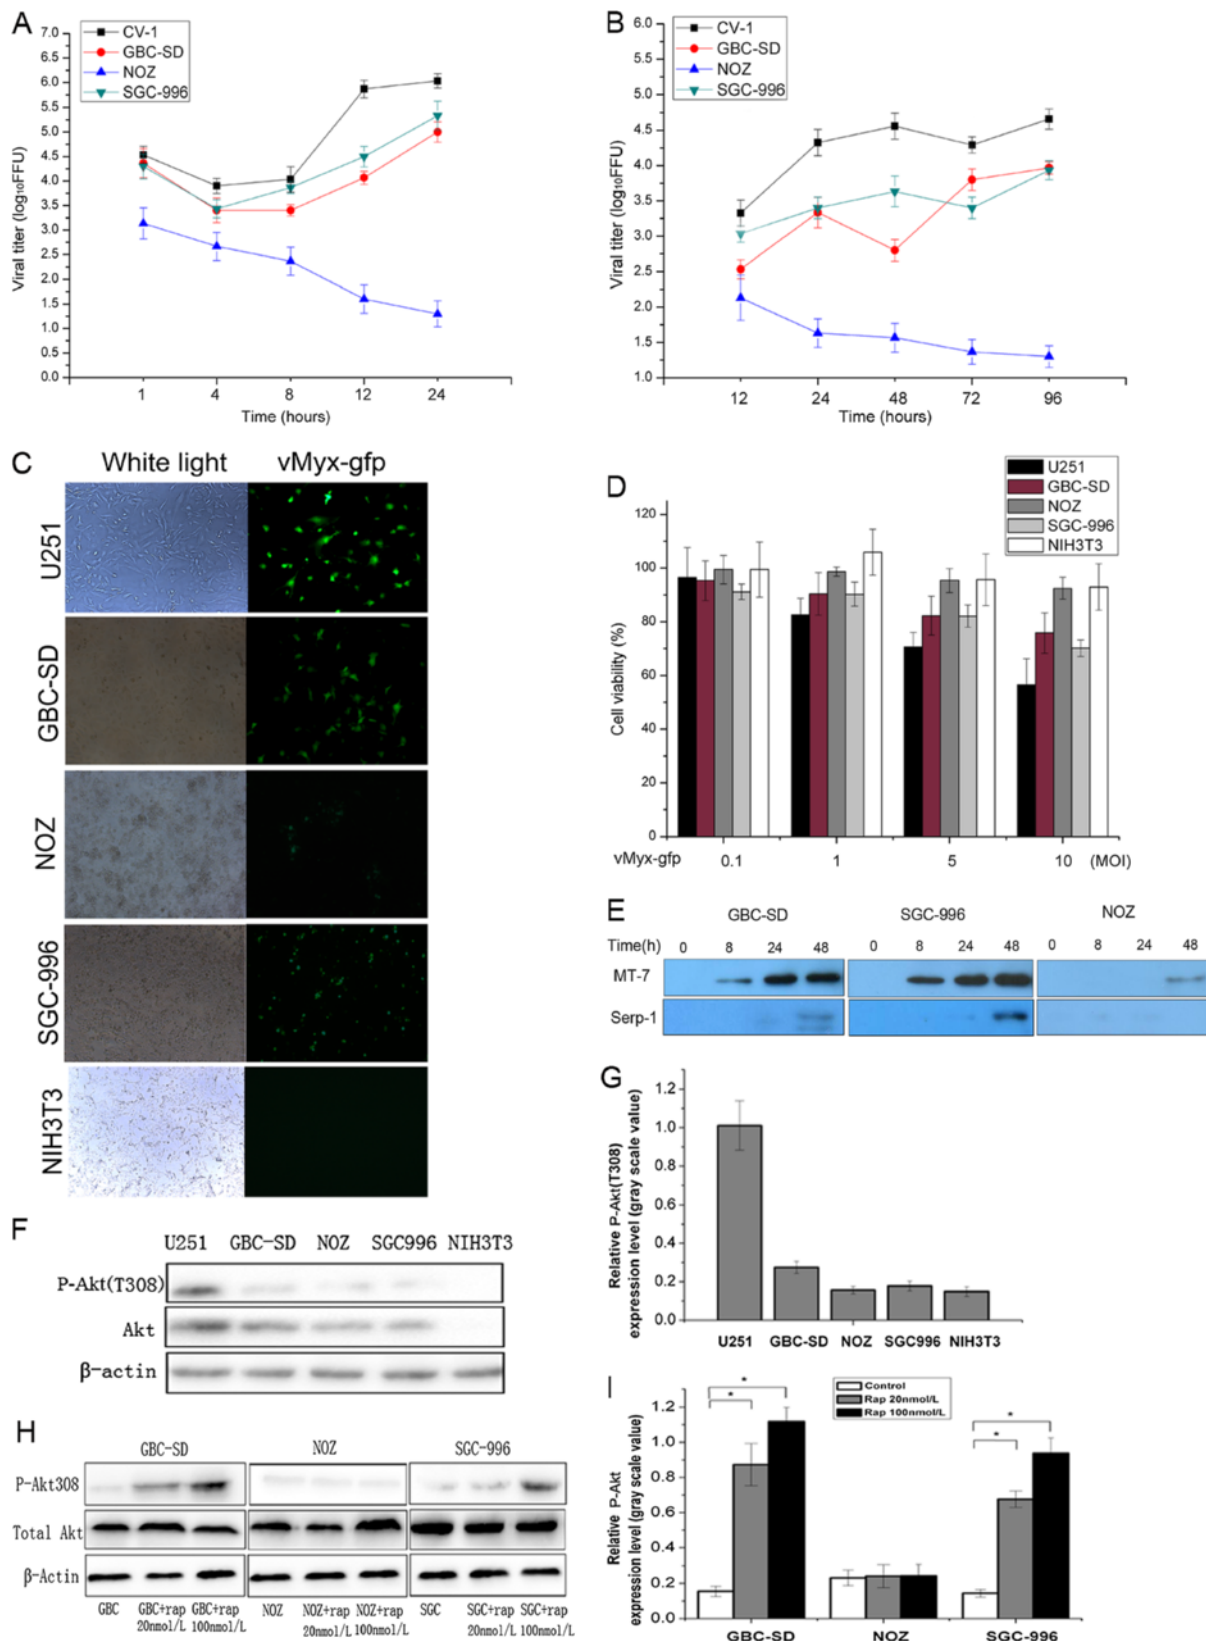 A
CV-1
GBC-SD
NOZ
SGC-996
Viral titer (log₁₀FFU)
7.0
6.5
6.0
5.5
5.0
4.5
4.0
3.5
3.0
2.5
2.0
1.5
1.0
0.5
0.0
1 4 8 12 24
Time (hours)
B
CV-1
GBC-SD
NOZ
SGC-996
Viral titer (log₁₀FFU)
6.0
5.5
5.0
4.5
4.0
3.5
3.0
2.5
2.0
1.5
1.0
12 24 48 72 96
Time (hours)
C
White light vMyx-gfp
U251
GBC-SD
NOZ
SGC-996
NIH3T3
D
U251
GBC-SD
NOZ
SGC-996
NIH3T3
Cell viability (%)
120
100
80
60
40
20
0
vMyx-gfp 0.1 1 5 10 (MOI)
E
GBC-SD SGC-996 NOZ
Time(h) 0 8 24 48 0 8 24 48 0 8 24 48
MT-7
Serp-1
F
U251 GBC-SD NOZ SGC996 NIH3T3
P-Akt(T308)
Akt
β-actin
G
Relative P-Akt(T308)
expression level (gray scale value)
1.2
1.0
0.8
0.6
0.4
0.2
0.0
U251 GBC-SD NOZ SGC996 NIH3T3
H
GBC-SD NOZ SGC-996
P-Akt308
Total Akt
β-Actin
GBC GBC+rap GBC+rap NOZ NOZ+rap NOZ+rap SGC SGC+rap SGC+rap
20nmol/L 100nmol/L 20nmol/L 100nmol/L 20nmol/L 100nmol/L
I
Control
Rap 20nmol/L
Rap 100nmol/L
* * * *
Relative P-Akt
expression level (gray scale value)
1.2
1.0
0.8
0.6
0.4
0.2
0.0
GBC-SD NOZ SGC-996